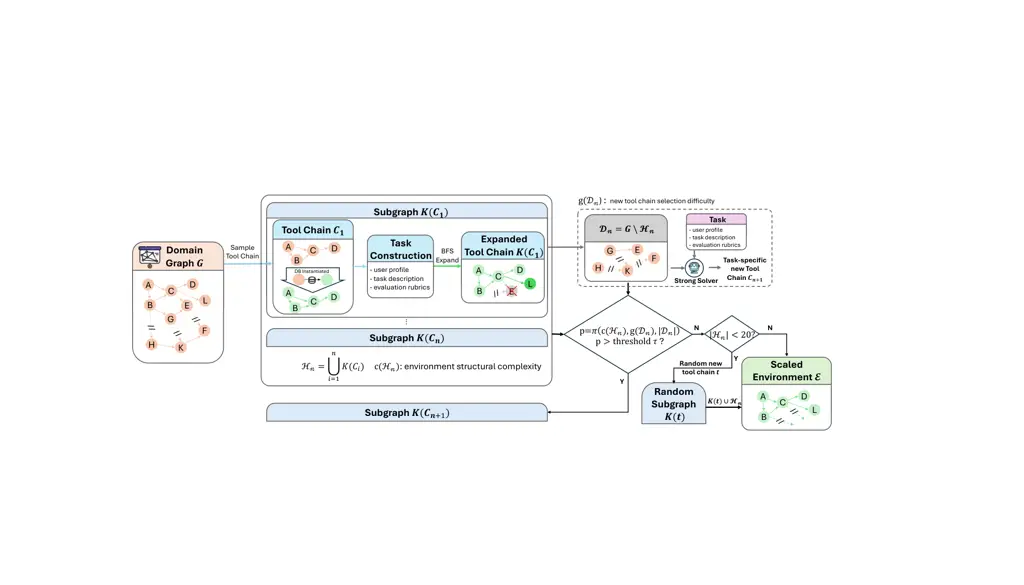 g(𝒟ₙ) : new tool chain selection difficulty
Subgraph K(C₁)
Domain
Graph G
Sample
Tool Chain
Tool Chain C₁
A C D
B
DB Instantiated
A C D
B
Task
Construction
- user profile
- task description
- evaluation rubrics
BFS
Expand
Expanded
Tool Chain K(C₁)
A C D
B E L
𝒟ₙ = G \ ℋₙ
G E
H K F
Task
- user profile
- task description
- evaluation rubrics
Strong Solver
Task-specific
new Tool
Chain Cₙ₊₁
A C D
B E L
G F
H K
⋮
Subgraph K(Cₙ)
ℋₙ = ⋃ⁿᵢ₌₁ K(Cᵢ) c(ℋₙ): environment structural complexity
p=π(c(ℋₙ), g(𝒟ₙ), |𝒟ₙ|)
p > threshold τ ?
N
|ℋₙ| < 20?
N
Y
Y
Random new
tool chain t
Random
Subgraph
K(t)
K(t) ∪ ℋₙ
Scaled
Environment ℰ
A C D
B L
Subgraph K(Cₙ₊₁)